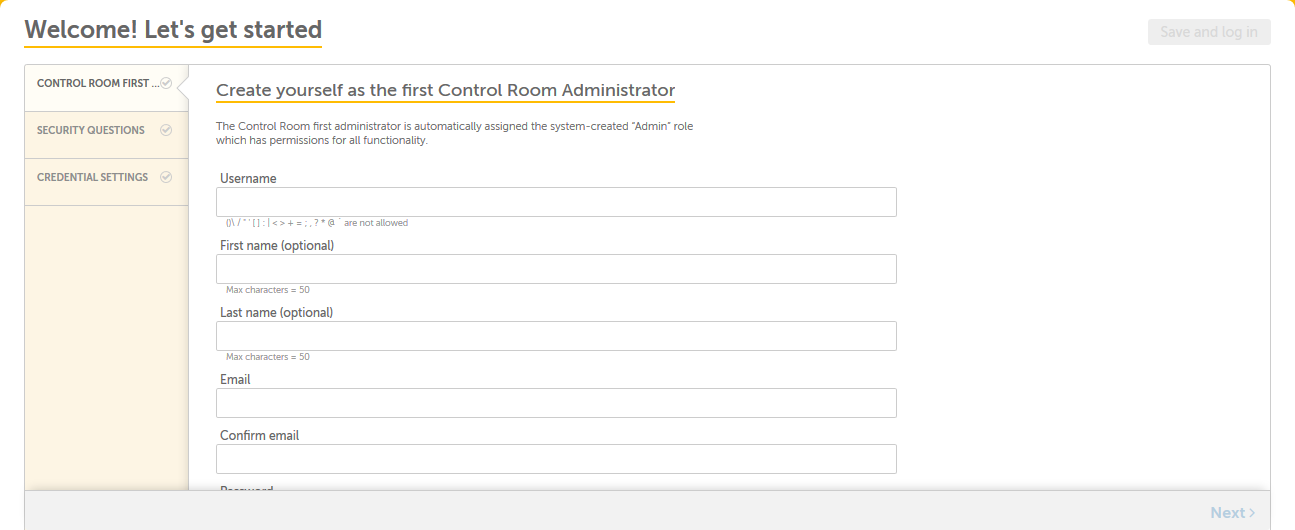 Welcome! Let's get started
Save and log in
CONTROL ROOM FIRST ...
SECURITY QUESTIONS
CREDENTIAL SETTINGS
Create yourself as the first Control Room Administrator
The Control Room first administrator is automatically assigned the system-created "Admin" role
which has permissions for all functionality.
Username
()\ / " ' [ ] : | < > + = ; , ? * @ ` are not allowed
First name (optional)
Max characters = 50
Last name (optional)
Max characters = 50
Email
Confirm email
Password
Next >